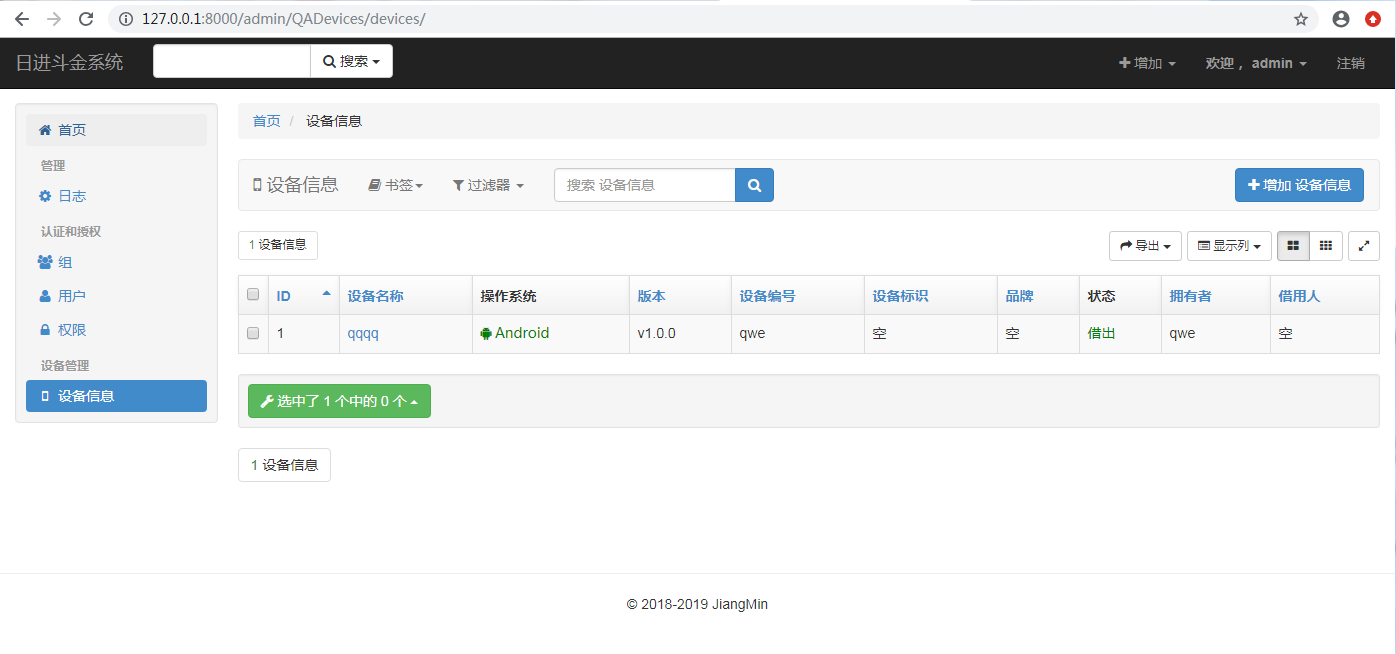 127.0.0.1:8000/admin/QADevices/devices/
日进斗金系统 搜索 增加 欢迎 ，admin 注销
首页
管理
日志
认证和授权
组
用户
权限
设备管理
设备信息
首页 / 设备信息
设备信息 书签 过滤器 搜索 设备信息 增加 设备信息
1 设备信息 导出 显示列
ID 设备名称 操作系统 版本 设备编号 设备标识 品牌 状态 拥有者 借用人
1 qqqq Android v1.0.0 qwe 空 空 借出 qwe 空
选中了 1 个中的 0 个
1 设备信息
© 2018-2019 JiangMin